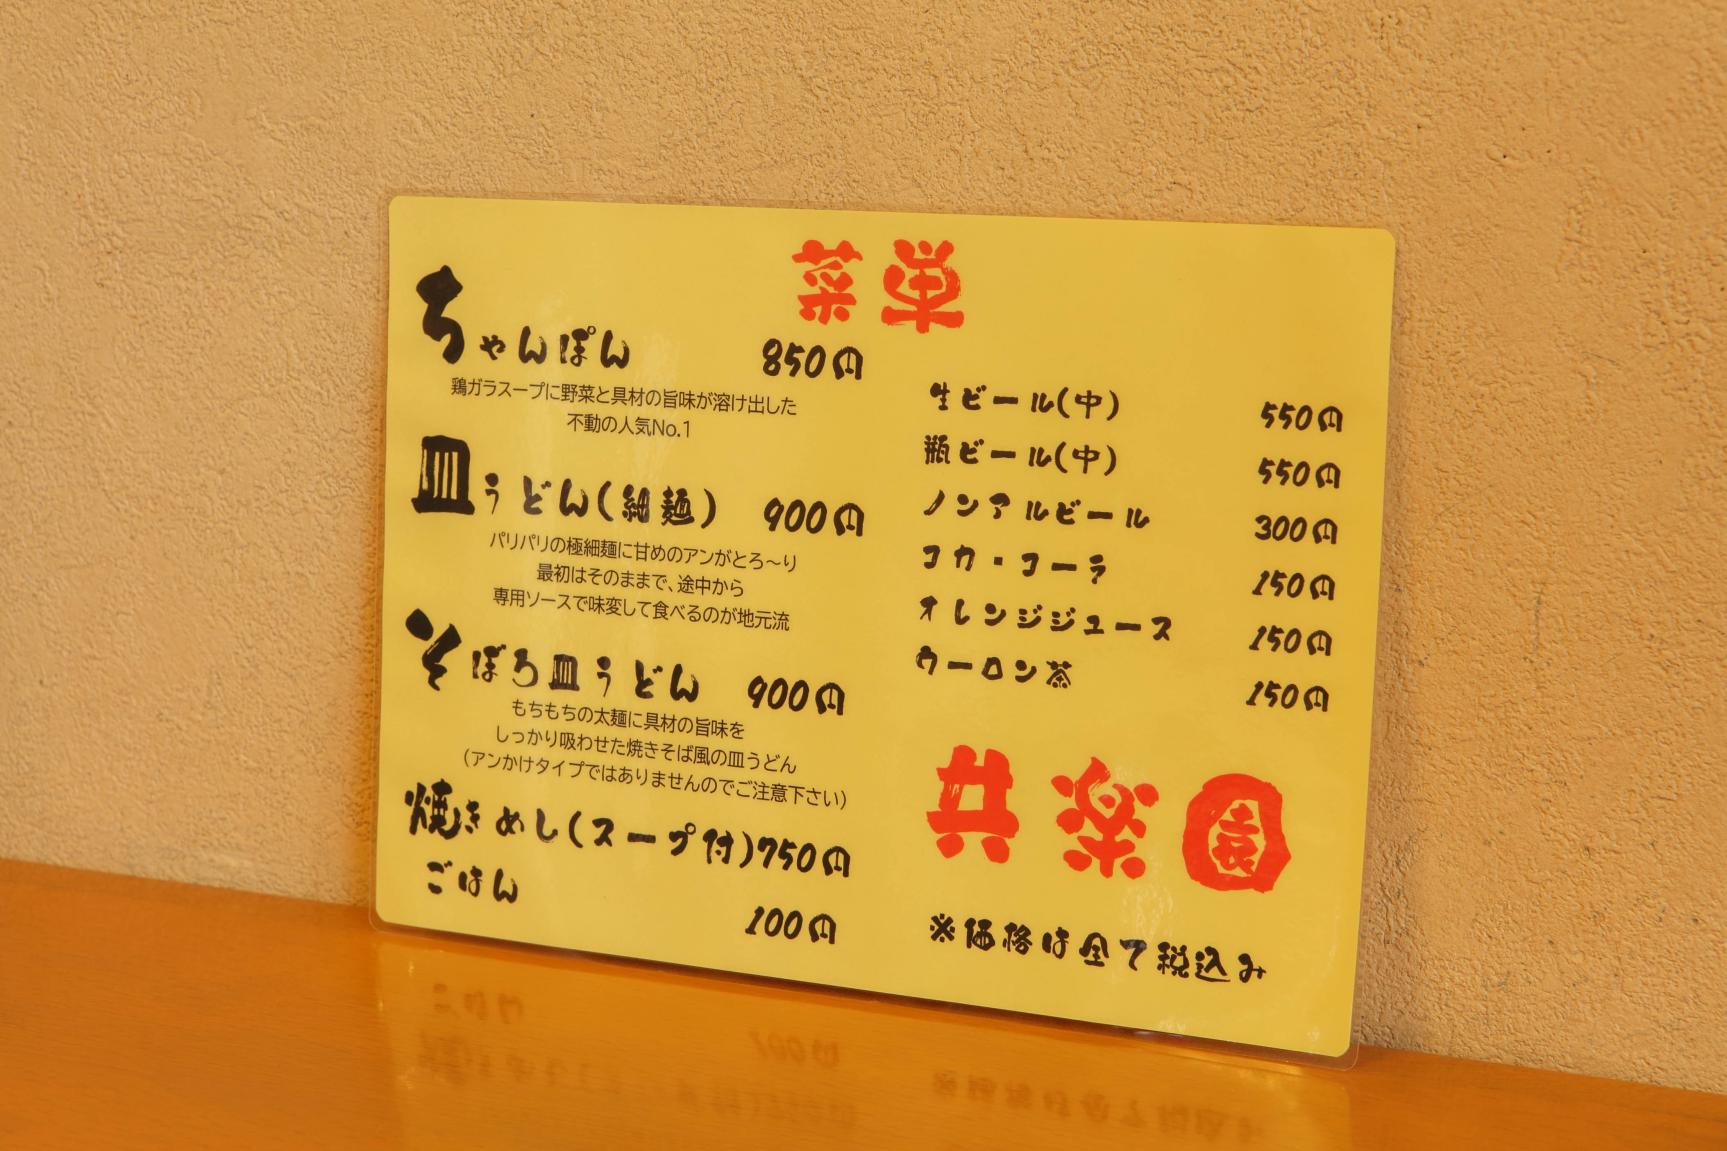 菜単
ちゃんぽん 850円
鶏ガラスープに野菜と具材の旨味が溶け出した
不動の人気No.1
皿うどん(細麺) 900円
パリパリの極細麺に甘めのアンがとろ～り
最初はそのままで、途中から
専用ソースで味変して食べるのが地元流
そぼろ皿うどん 900円
もちもちの太麺に具材の旨味を
しっかり吸わせた焼きそば風の皿うどん
(アンかけタイプではありませんのでご注意下さい)
焼きめし(スープ付)750円
ごはん 100円
生ビール(中) 550円
瓶ビール(中) 550円
ノンアルビール 300円
コカ・コーラ 150円
オレンジジュース 150円
ウーロン茶 150円
共楽園
※価格は全て税込み